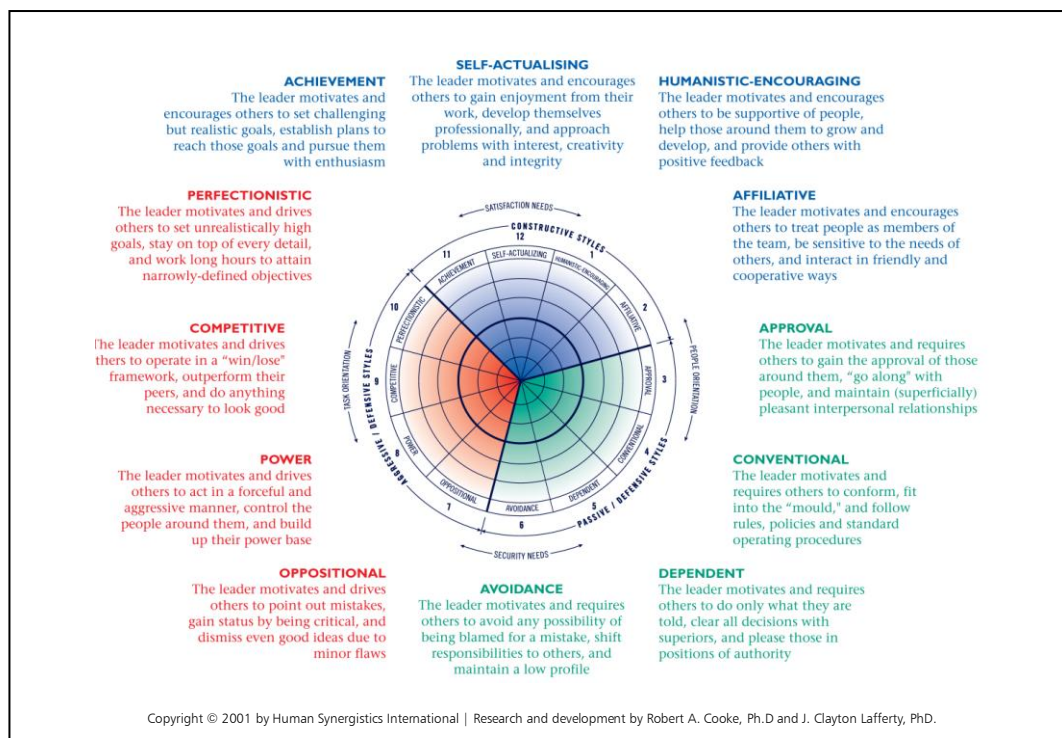 SELF-ACTUALISING
The leader motivates and encourages
others to gain enjoyment from their
work, develop themselves
professionally, and approach
problems with interest, creativity
and integrity
ACHIEVEMENT
The leader motivates and
encourages others to set challenging
but realistic goals, establish plans to
reach those goals and pursue them
with enthusiasm
HUMANISTIC-ENCOURAGING
The leader motivates and encourages
others to be supportive of people,
help those around them to grow and
develop, and provide others with
positive feedback
PERFECTIONISTIC
The leader motivates and drives
others to set unrealistically high
goals, stay on top of every detail,
and work long hours to attain
narrowly-defined objectives
AFFILIATIVE
The leader motivates and encourages
others to treat people as members
of the team, be sensitive to the needs of
others, and interact in friendly and
cooperative ways
COMPETITIVE
The leader motivates and drives
thers to operate in a “win/lose"
framework, outperform their
peers, and do anything
necessary to look good
APPROVAL
The leader motivates and requires
others to gain the approval of those
around them, “go along" with
people, and maintain (superficially)
pleasant interpersonal relationships
POWER
The leader motivates and drives
others to act in a forceful and
aggressive manner, control the
people around them, and build
up their power base
CONVENTIONAL
The leader motivates and
requires others to conform, fit
into the “mould," and follow
rules, policies and standard
operating procedures
OPPOSITIONAL
The leader motivates and drives
others to point out mistakes,
gain status by being critical, and
dismiss even good ideas due to
minor flaws
AVOIDANCE
The leader motivates and requires
others to avoid any possibility of
being blamed for a mistake, shift
responsibilities to others, and
maintain a low profile
DEPENDENT
The leader motivates and requires
others to do only what they are
told, clear all decisions with
superiors, and please those in
positions of authority
SATISFACTION NEEDS
CONSTRUCTIVE STYLES
PEOPLE ORIENTATION
PASSIVE / DEFENSIVE STYLES
SECURITY NEEDS
AGGRESSIVE / DEFENSIVE STYLES
TASK ORIENTATION
12
SELF-ACTUALIZING
1
HUMANISTIC-ENCOURAGING
2
AFFILIATIVE
3
APPROVAL
4
CONVENTIONAL
5
DEPENDENT
6
AVOIDANCE
7
OPPOSITIONAL
8
POWER
9
COMPETITIVE
10
PERFECTIONISTIC
11
ACHIEVEMENT
Copyright © 2001 by Human Synergistics International | Research and development by Robert A. Cooke, Ph.D and J. Clayton Lafferty, PhD.